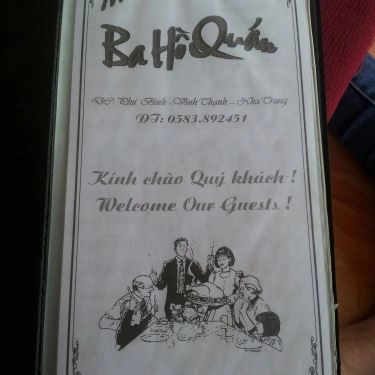 Ba Hồ Quán
ĐC: Phú Bình - Vĩnh Thạnh - Nha Trang
ĐT: 0583.892451
Kính chào Quý khách !
Welcome Our Guests !